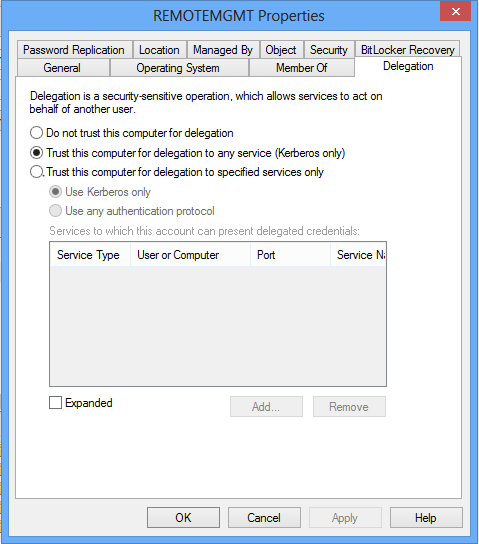 REMOTEMGMT Properties
Password Replication Location Managed By Object Security BitLocker Recovery
General Operating System Member Of Delegation
Delegation is a security-sensitive operation, which allows services to act on
behalf of another user.
Do not trust this computer for delegation
Trust this computer for delegation to any service (Kerberos only)
Trust this computer for delegation to specified services only
Use Kerberos only
Use any authentication protocol
Services to which this account can present delegated credentials:
Service Type User or Computer Port Service Na
Expanded Add... Remove
OK Cancel Apply Help